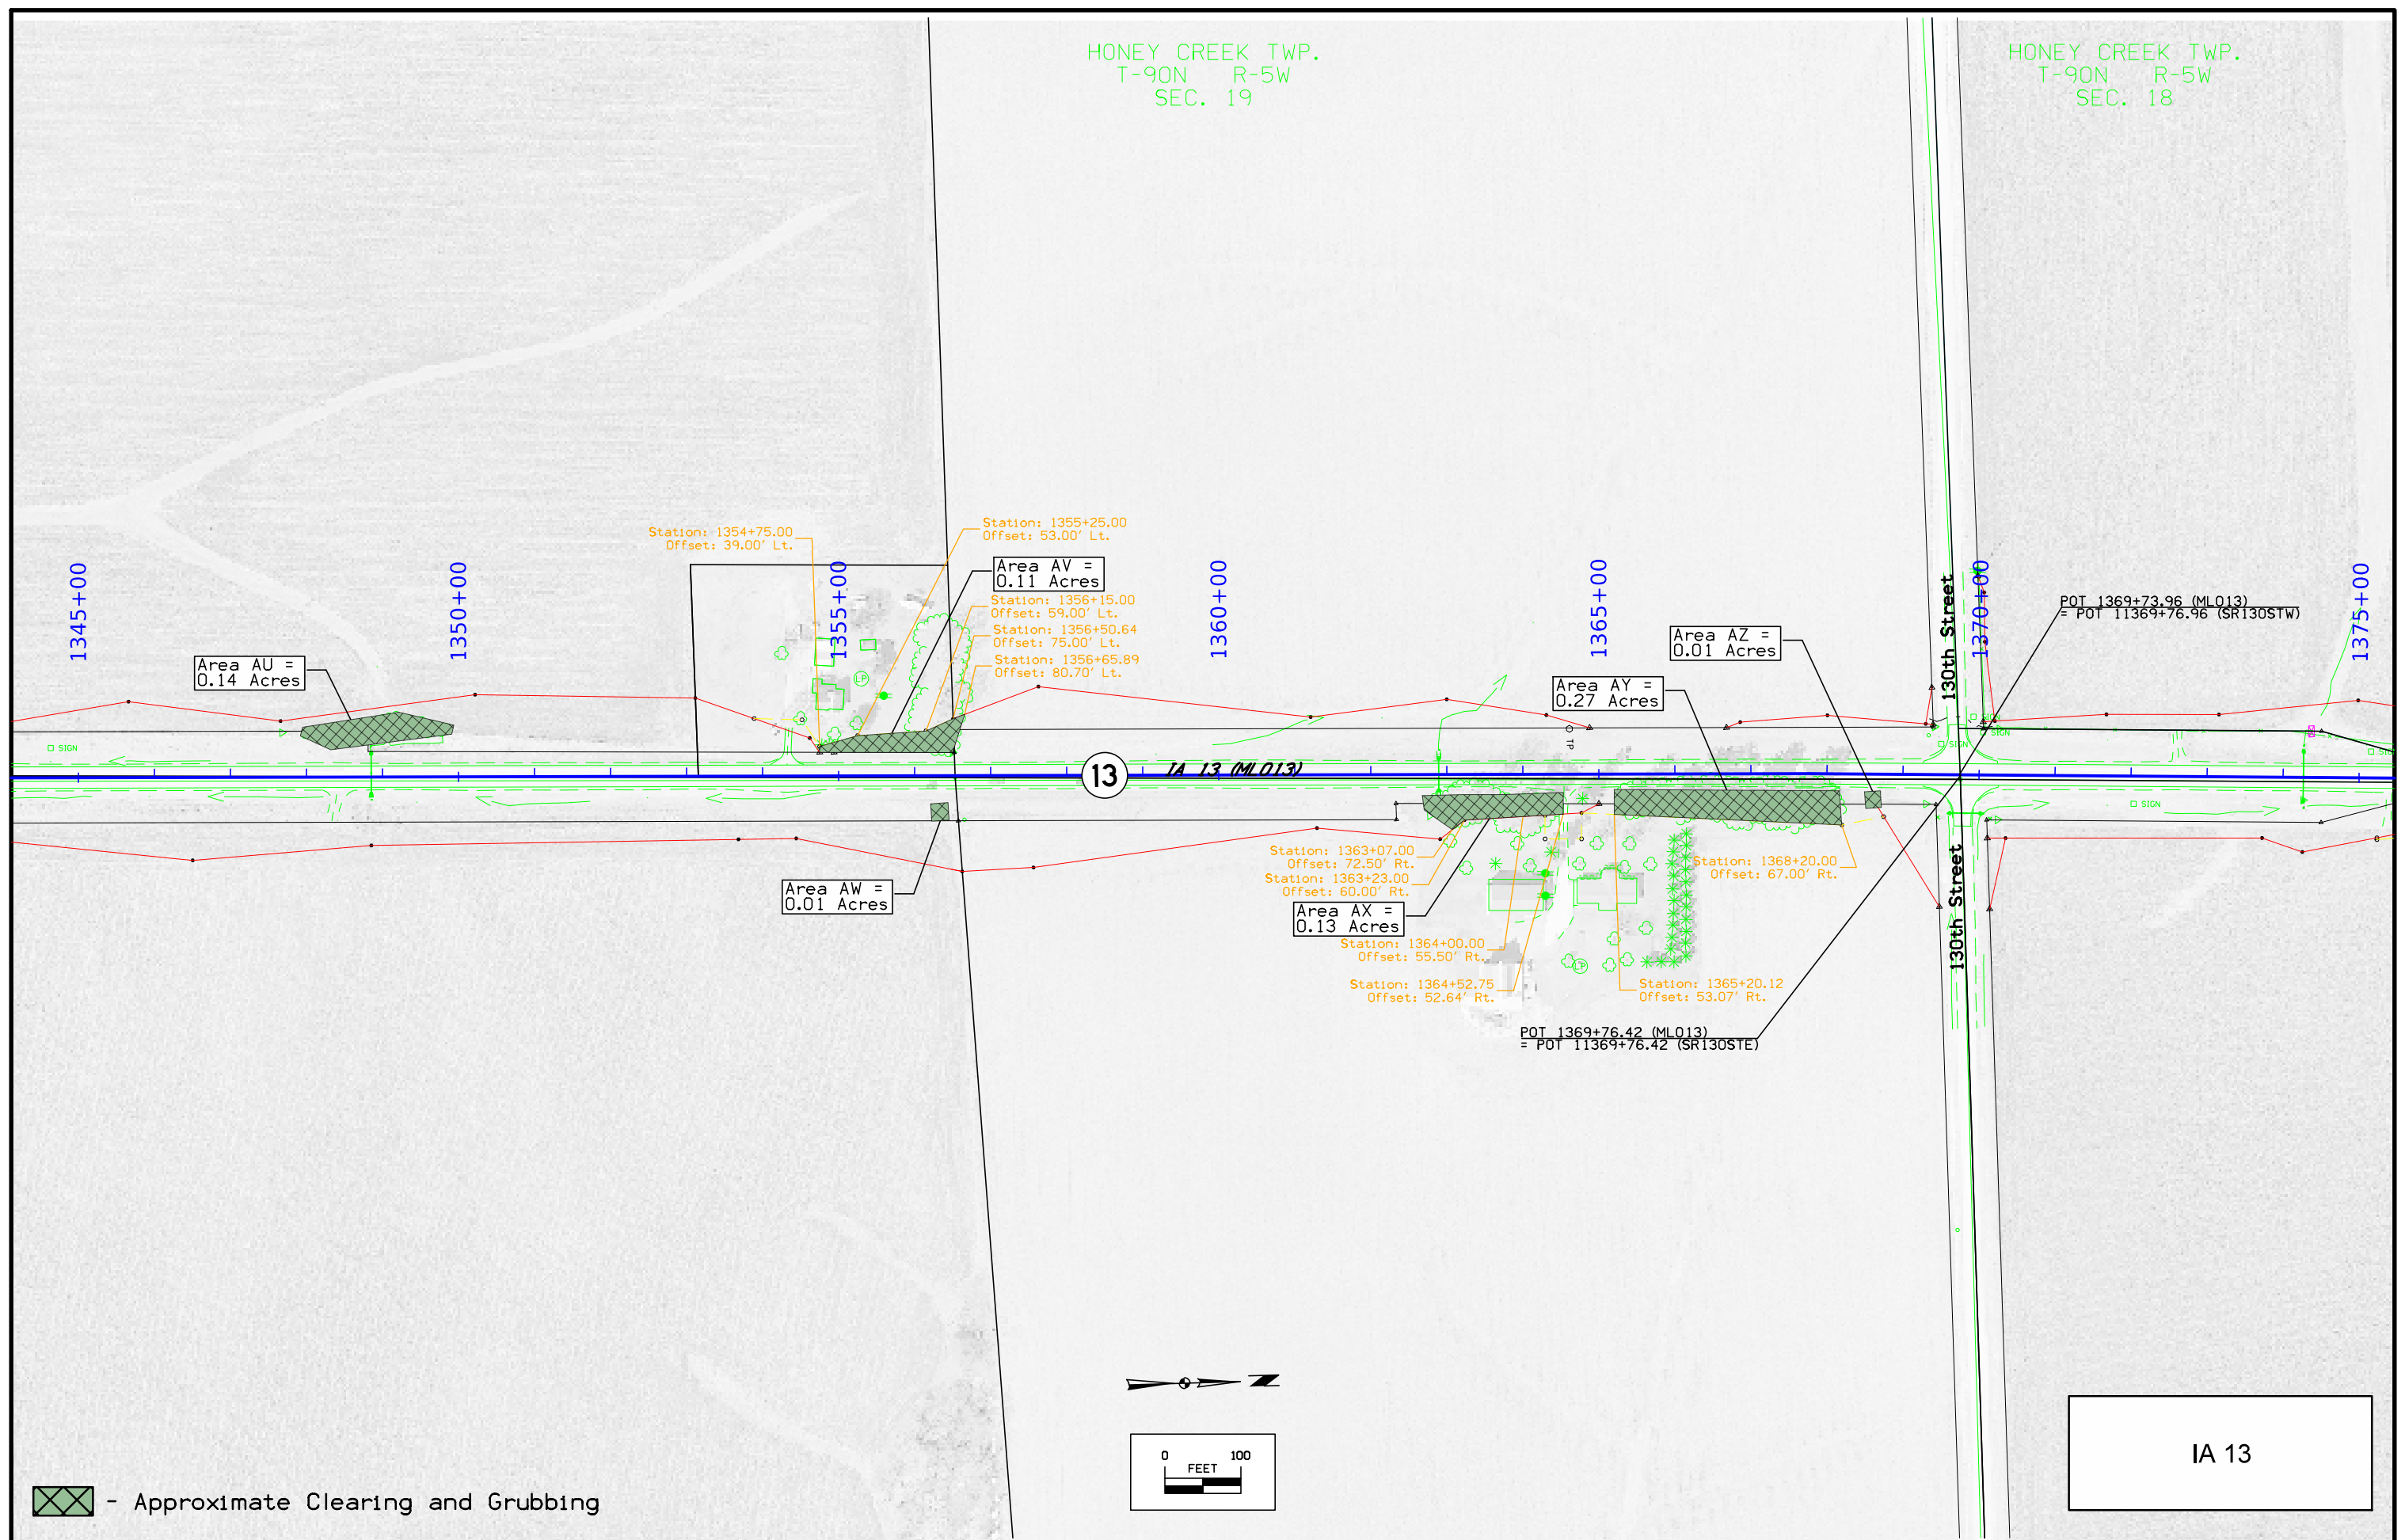 HONEY CREEK TWP.
T-90N R-5W
SEC. 19
HONEY CREEK TWP.
T-90N R-5W
SEC. 18
Station: 1354+75.00
Offset: 39.00' Lt.
Station: 1355+25.00
Offset: 53.00' Lt.
Area AV =
0.11 Acres
Station: 1356+15.00
Offset: 59.00' Lt.
Station: 1356+50.64
Offset: 75.00' Lt.
Station: 1356+65.89
Offset: 80.70' Lt.
1345+00
1350+00
1355+00
1360+00
1365+00
1370+00
1375+00
Area AU =
0.14 Acres
Area AZ =
0.01 Acres
Area AY =
0.27 Acres
130th Street
POT 1369+73.96 (ML013)
= POT 11369+76.96 (SR130STW)
LP
SIGN
TP
SIGN
SIGN
SIGN
SIGN
13
IA 13 (ML013)
SIGN
Area AW =
0.01 Acres
Station: 1363+07.00
Offset: 72.50' Rt.
Station: 1363+23.00
Offset: 60.00' Rt.
Area AX =
0.13 Acres
Station: 1364+00.00
Offset: 55.50' Rt.
Station: 1364+52.75
Offset: 52.64' Rt.
Station: 1368+20.00
Offset: 67.00' Rt.
LP
Station: 1365+20.12
Offset: 53.07' Rt.
130th Street
POT 1369+76.42 (ML013)
= POT 11369+76.42 (SR130STE)
0 100
FEET
- Approximate Clearing and Grubbing
IA 13